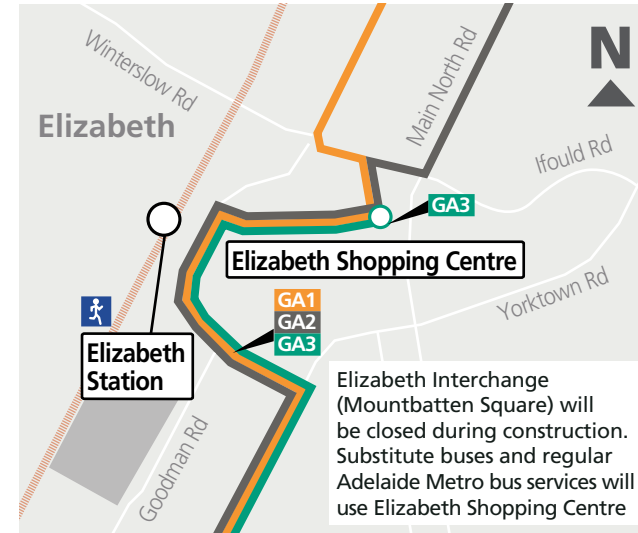 Winterslow Rd
Main North Rd
N
Elizabeth
Ifould Rd
GA3
Elizabeth Shopping Centre
Yorktown Rd
GA1
GA2
GA3
Elizabeth
Station
Goodman Rd
Elizabeth Interchange
(Mountbatten Square) will
be closed during construction.
Substitute buses and regular
Adelaide Metro bus services will
use Elizabeth Shopping Centre